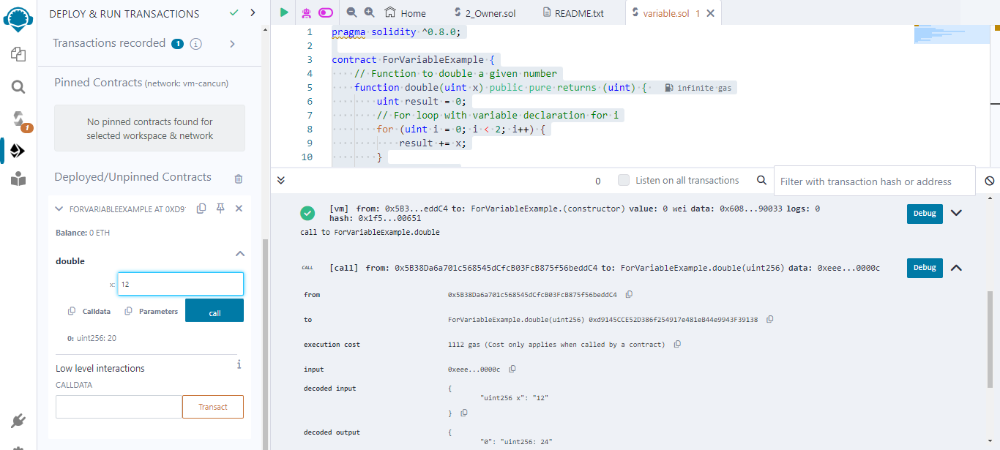 DEPLOY & RUN TRANSACTIONS
Transactions recorded 1 i
Pinned Contracts (network: vm-cancun)
No pinned contracts found for
selected workspace & network
Deployed/Unpinned Contracts
FORVARIABLEEXAMPLE AT 0XD9
Balance: 0 ETH
double
x: 12
Calldata Parameters call
0: uint256: 20
Low level interactions i
CALLDATA
Transact
1
Home 2_Owner.sol README.txt variable.sol 1
1 pragma solidity ^0.8.0;
2
3 contract ForVariableExample {
4 // Function to double a given number
5 function double(uint x) public pure returns (uint) { infinite gas
6 uint result = 0;
7 // For loop with variable declaration for i
8 for (uint i = 0; i < 2; i++) {
9 result += x;
10 }
0 Listen on all transactions Filter with transaction hash or address
[vm] from: 0x5B3...eddC4 to: ForVariableExample.(constructor) value: 0 wei data: 0x608...90033 logs: 0 Debug
hash: 0x1f5...00651
call to ForVariableExample.double
CALL [call] from: 0x5B38Da6a701c568545dCfcB03FcB875f56beddC4 to: ForVariableExample.double(uint256) data: 0xeee...0000c Debug
from 0x5B38Da6a701c568545dCfcB03FcB875f56beddC4
to ForVariableExample.double(uint256) 0xd9145CCE52D386f254917e481eB44e9943F39138
execution cost 1112 gas (Cost only applies when called by a contract)
input 0xeee...0000c
decoded input {
"uint256 x": "12"
}
decoded output {
"0": "uint256: 24"